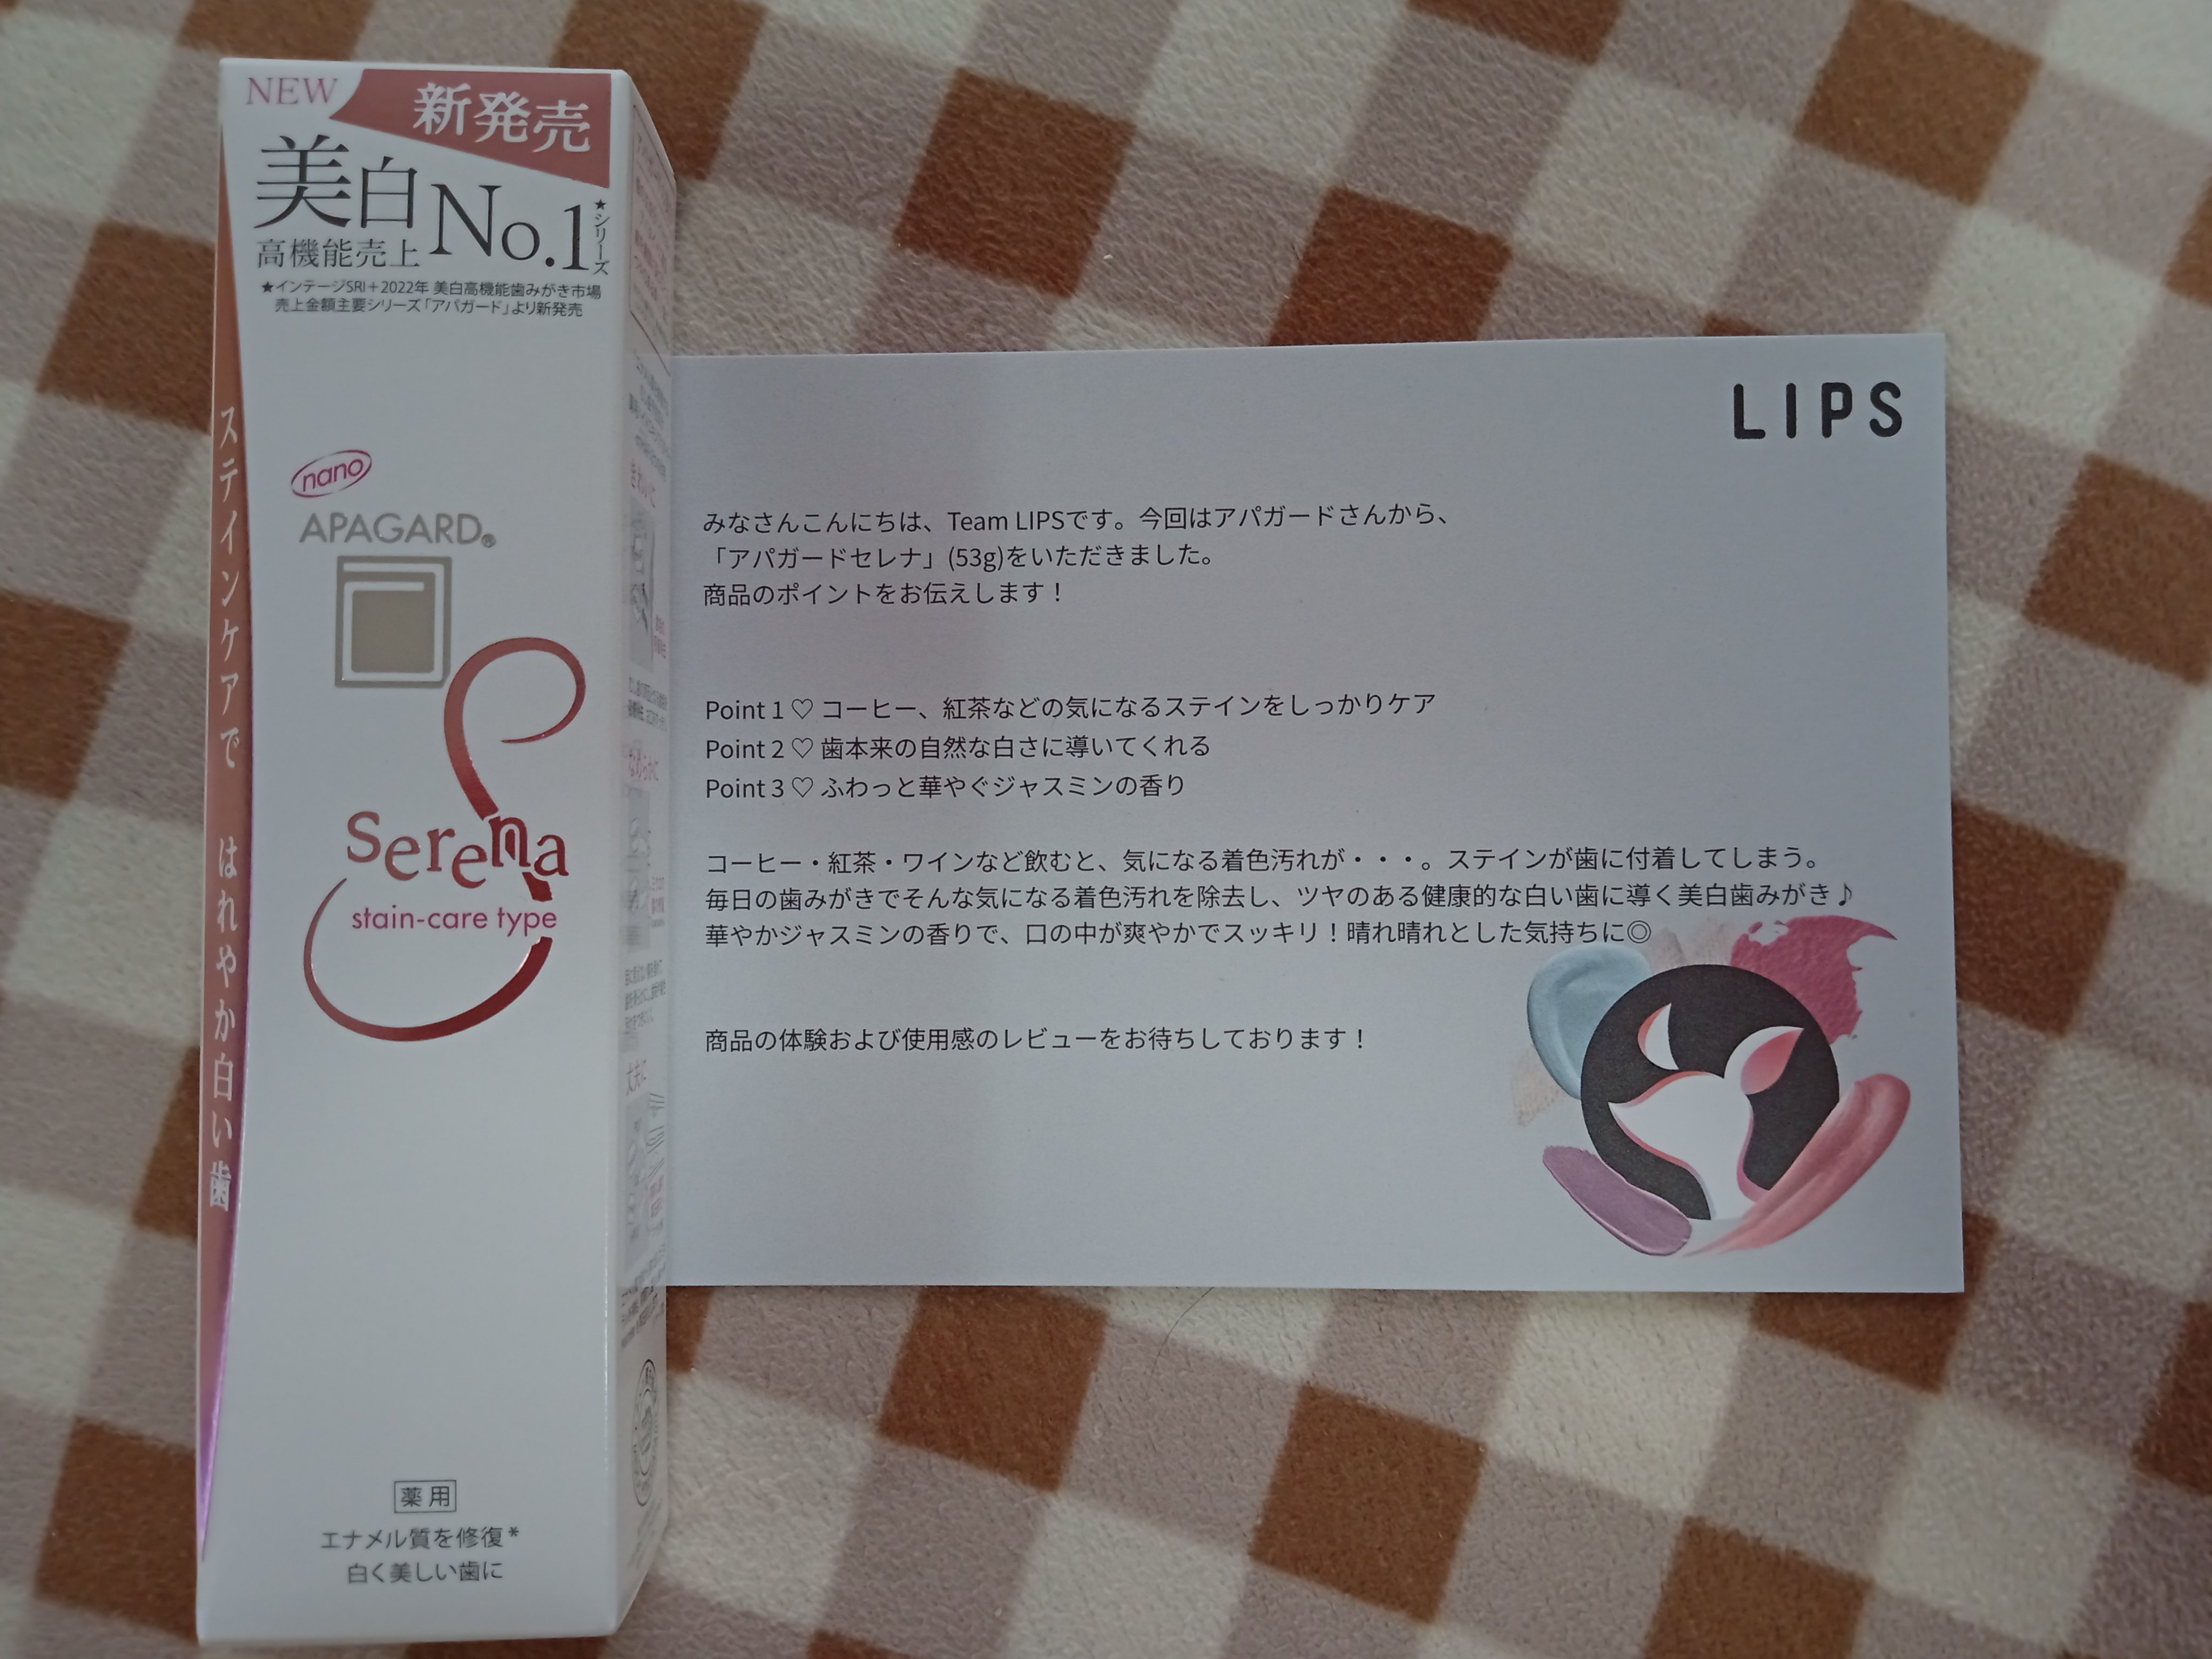 NEW
新発売
美白
高機能売上
No.1
★シリーズ
★インテージSRI+2022年 美白高機能歯みがき市場
売上金額主要シリーズ「アパガード」より新発売
ステインケアで はれやか白い歯
nano
APAGARD®
Serena
stain-care type
薬用
エナメル質を修復*
白く美しい歯に
きれいに
なめらかに
丈夫に
LIPS
みなさんこんにちは、Team LIPSです。今回はアパガードさんから、
「アパガードセレナ」(53g)をいただきました。
商品のポイントをお伝えします！
Point 1 ♡ コーヒー、紅茶などの気になるステインをしっかりケア
Point 2 ♡ 歯本来の自然な白さに導いてくれる
Point 3 ♡ ふわっと華やぐジャスミンの香り
コーヒー・紅茶・ワインなど飲むと、気になる着色汚れが・・・。ステインが歯に付着してしまう。
毎日の歯みがきでそんな気になる着色汚れを除去し、ツヤのある健康的な白い歯に導く美白歯みがき♪
華やかジャスミンの香りで、口の中が爽やかでスッキリ！晴れ晴れとした気持ちに◎
商品の体験および使用感のレビューをお待ちしております！